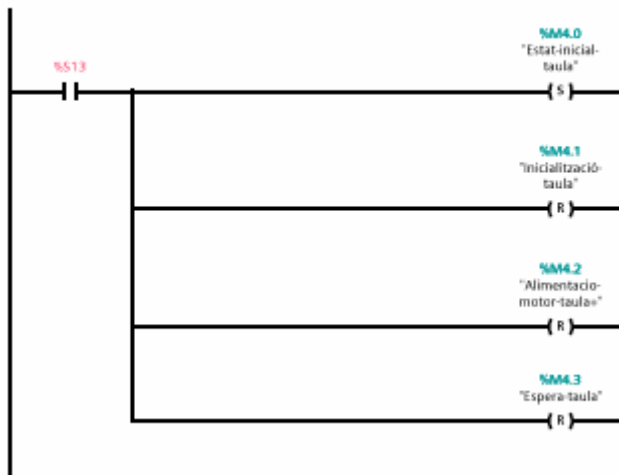 %M4.0
"Estat-inicial-
taula"
%S13
( S )
%M4.1
"Inicialització-
taula"
( R )
%M4.2
"Alimentacio-
motor-taula+"
( R )
%M4.3
"Espera-taula"
( R )